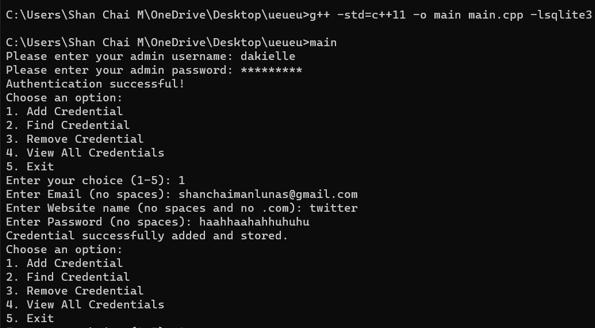 C:\Users\Shan Chai M\OneDrive\Desktop\ueueu>g++ -std=c++11 -o main main.cpp -lsqlite3
C:\Users\Shan Chai M\OneDrive\Desktop\ueueu>main
Please enter your admin username: dakielle
Please enter your admin password: *********
Authentication successful!
Choose an option:
1. Add Credential
2. Find Credential
3. Remove Credential
4. View All Credentials
5. Exit
Enter your choice (1-5): 1
Enter Email (no spaces): shanchaimanlunas@gmail.com
Enter Website name (no spaces and no .com): twitter
Enter Password (no spaces): haahhaahahhuhuhu
Credential successfully added and stored.
Choose an option:
1. Add Credential
2. Find Credential
3. Remove Credential
4. View All Credentials
5. Exit